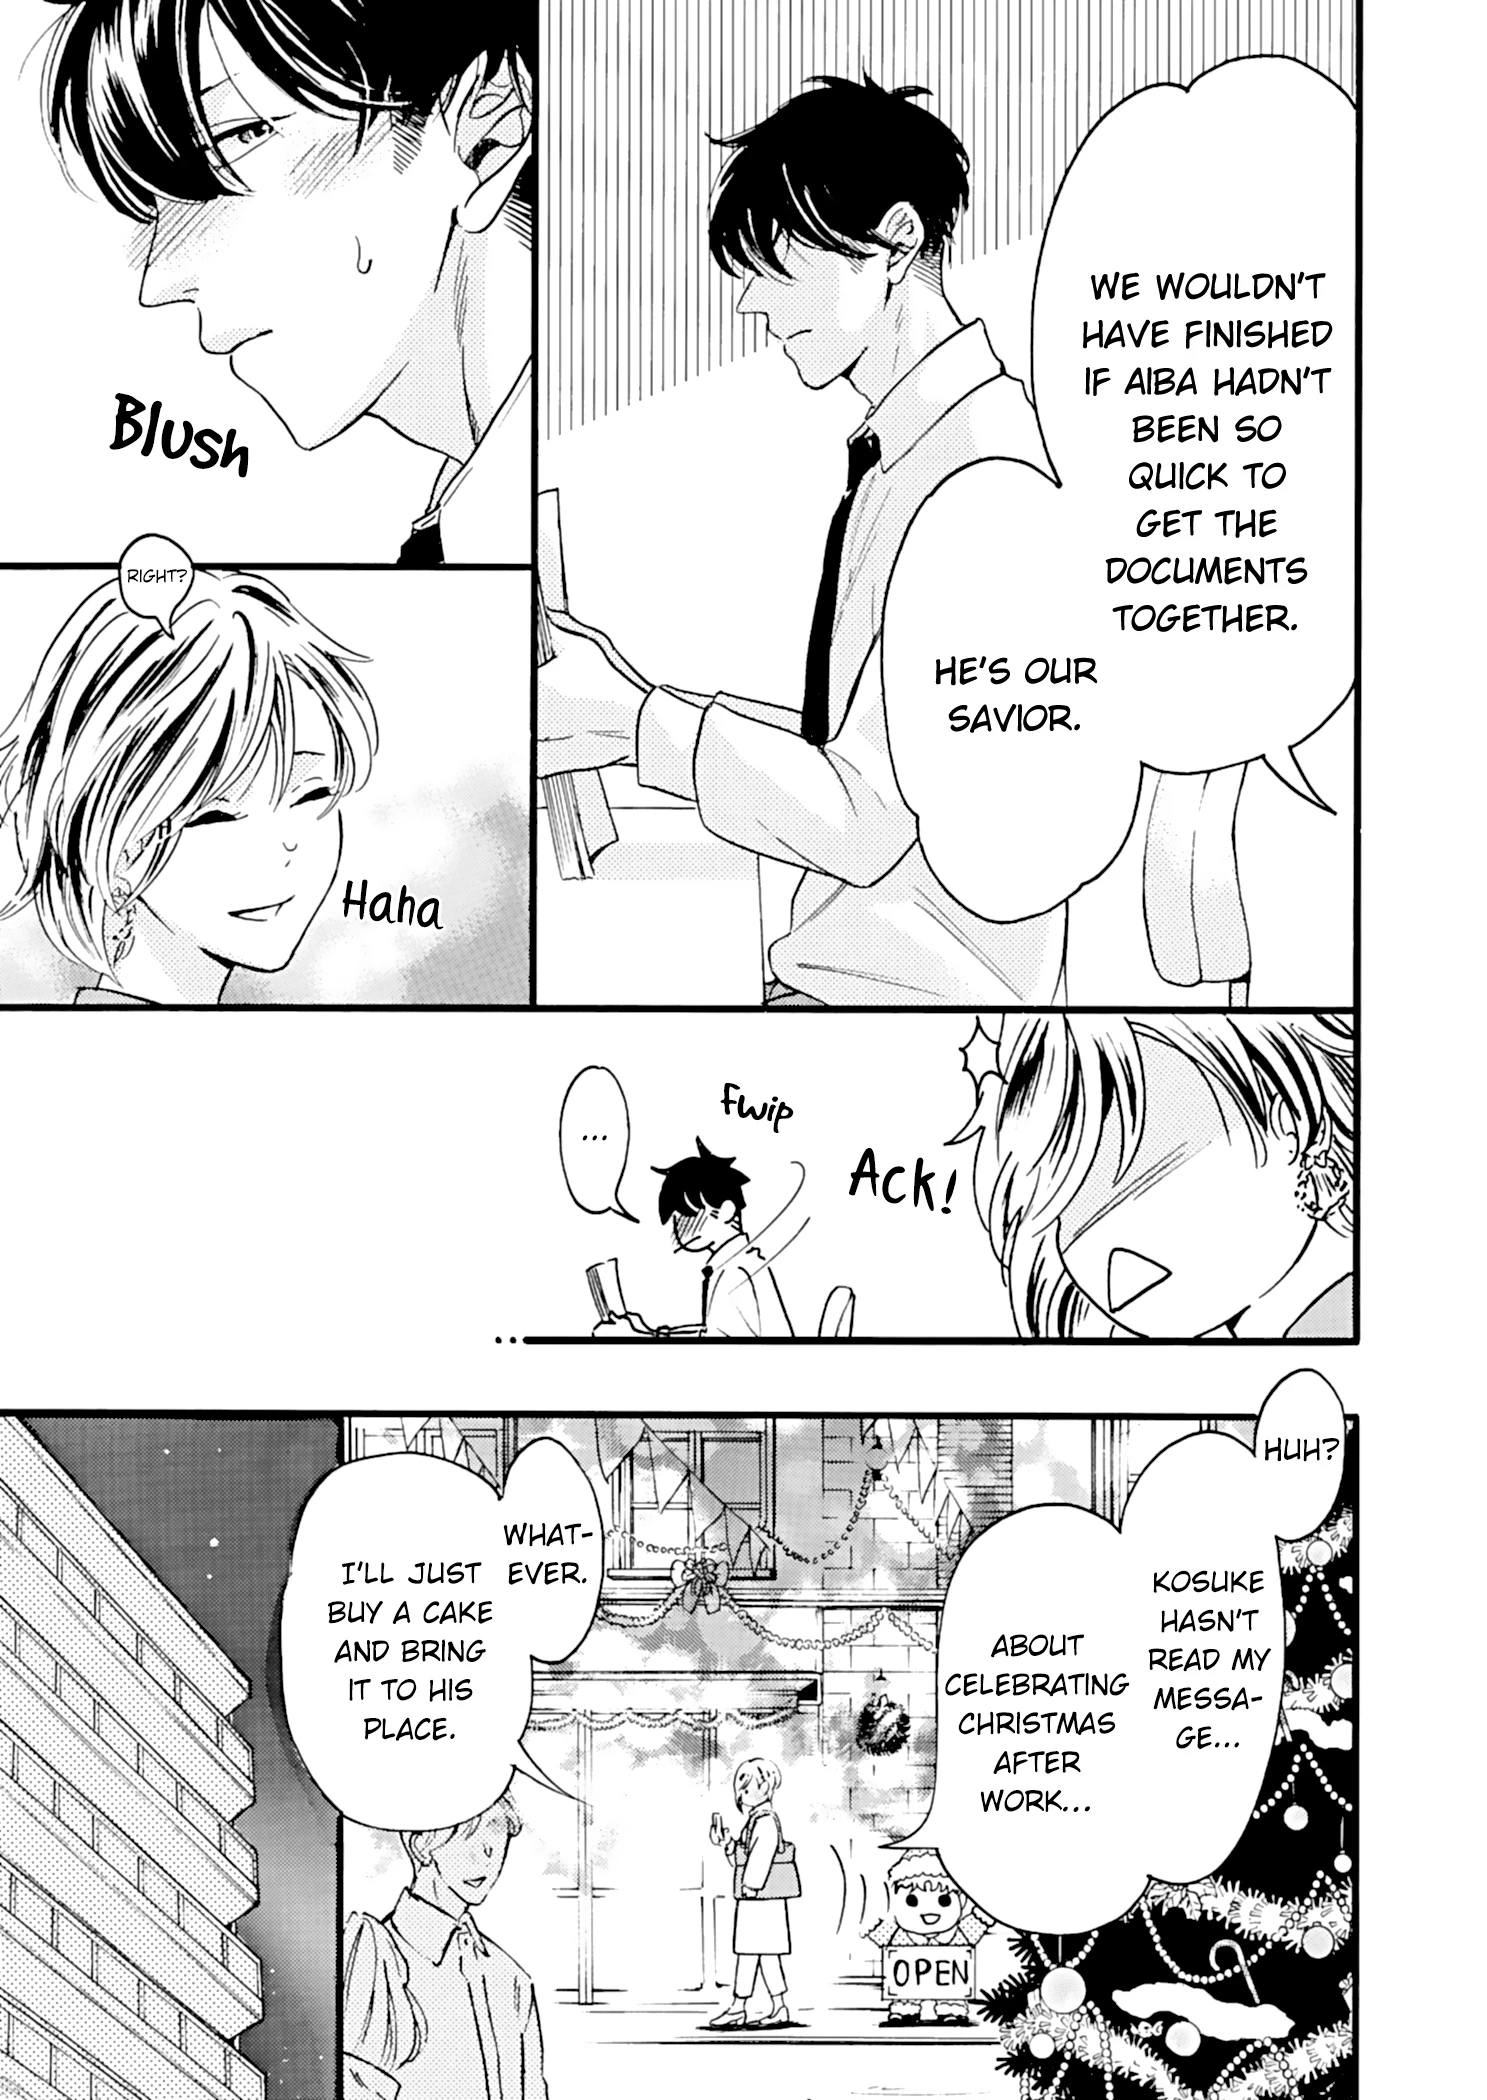 WE WOULDN'T
HAVE FINISHED
IF AIBA HADN'T
BEEN SO
QUICK TO
GET THE
DOCUMENTS
TOGETHER.
HE'S OUR
SAVIOR.
Blush
RIGHT?
Haha
Ack!
Fwip
...
...
HUH?
KOSUKE
HASN'T
READ MY
MESSA-
GE...
ABOUT
CELEBRATING
CHRISTMAS
AFTER
WORK...
OPEN
WHAT-
EVER.
I'LL JUST
BUY A CAKE
AND BRING
IT TO HIS
PLACE.